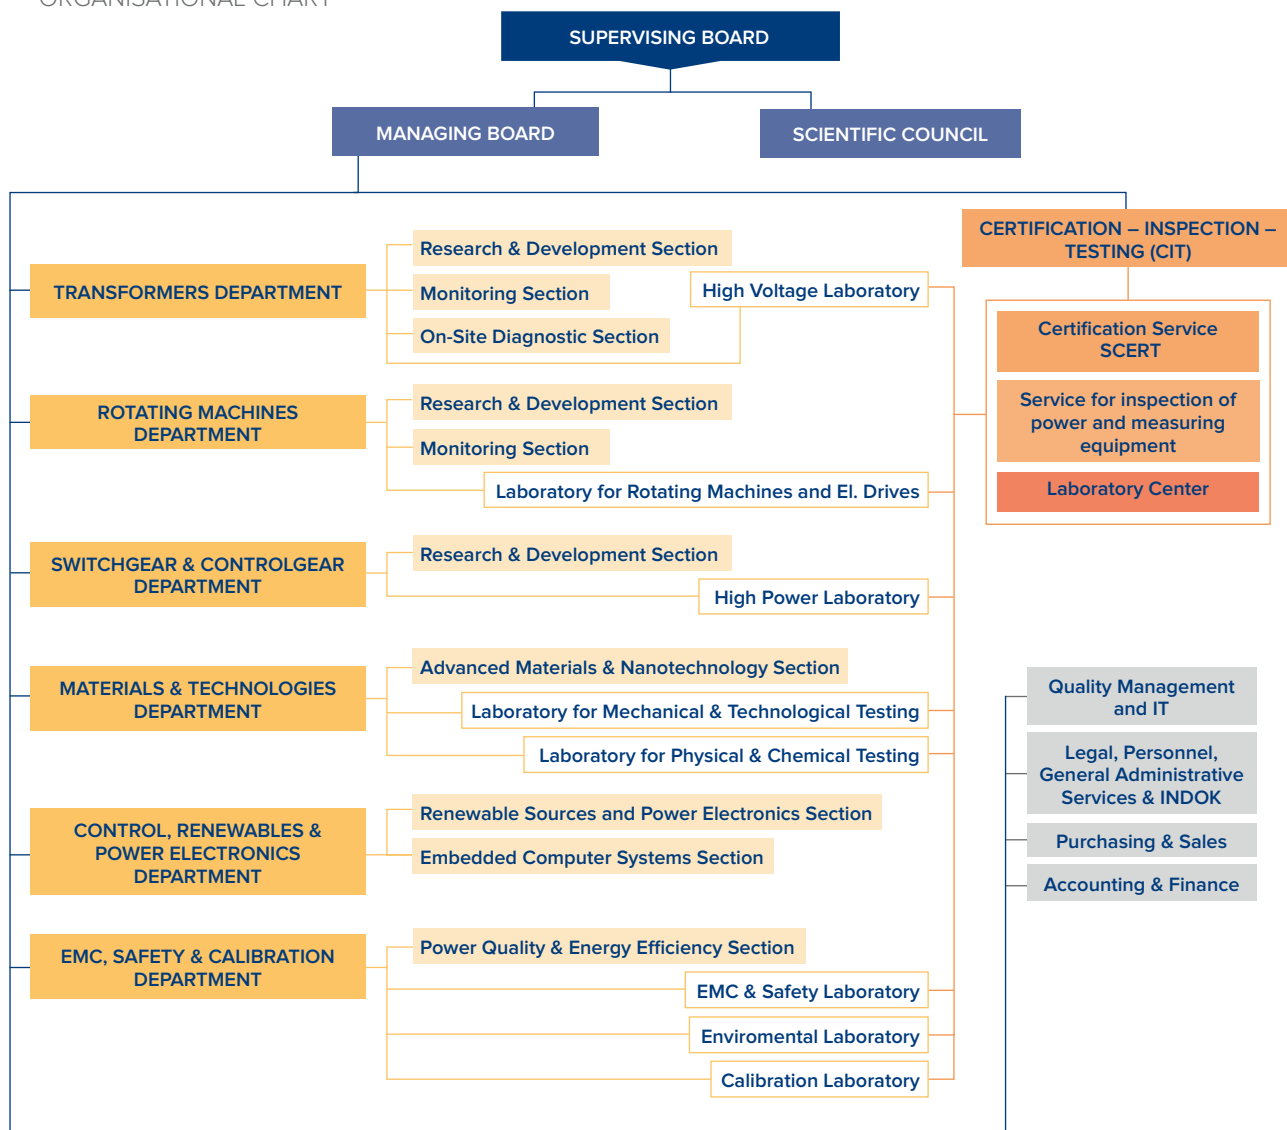 ORGANISATIONAL CHART
SUPERVISING BOARD
MANAGING BOARD
SCIENTIFIC COUNCIL
TRANSFORMERS DEPARTMENT
Research & Development Section
Monitoring Section
On-Site Diagnostic Section
High Voltage Laboratory
ROTATING MACHINES
DEPARTMENT
Research & Development Section
Monitoring Section
Laboratory for Rotating Machines and El. Drives
SWITCHGEAR & CONTROLGEAR
DEPARTMENT
Research & Development Section
High Power Laboratory
MATERIALS & TECHNOLOGIES
DEPARTMENT
Advanced Materials & Nanotechnology Section
Laboratory for Mechanical & Technological Testing
Laboratory for Physical & Chemical Testing
CONTROL, RENEWABLES &
POWER ELECTRONICS
DEPARTMENT
Renewable Sources and Power Electronics Section
Embedded Computer Systems Section
EMC, SAFETY & CALIBRATION
DEPARTMENT
Power Quality & Energy Efficiency Section
EMC & Safety Laboratory
Enviromental Laboratory
Calibration Laboratory
CERTIFICATION – INSPECTION –
TESTING (CIT)
Certification Service
SCERT
Service for inspection of
power and measuring
equipment
Laboratory Center
Quality Management
and IT
Legal, Personnel,
General Administrative
Services & INDOK
Purchasing & Sales
Accounting & Finance